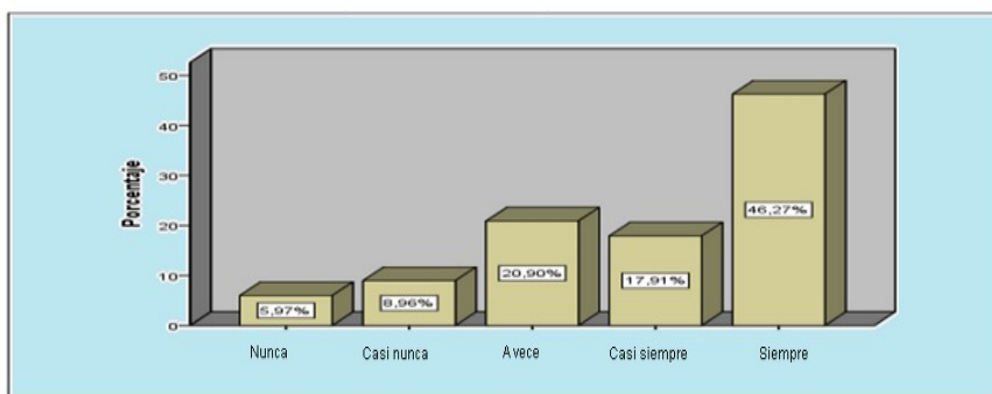 Porcentaje
50
40
30
20
10
0
5,97%
8,96%
20,90%
17,91%
46,27%
Nunca
Casi nunca
A vece
Casi siempre
Siempre